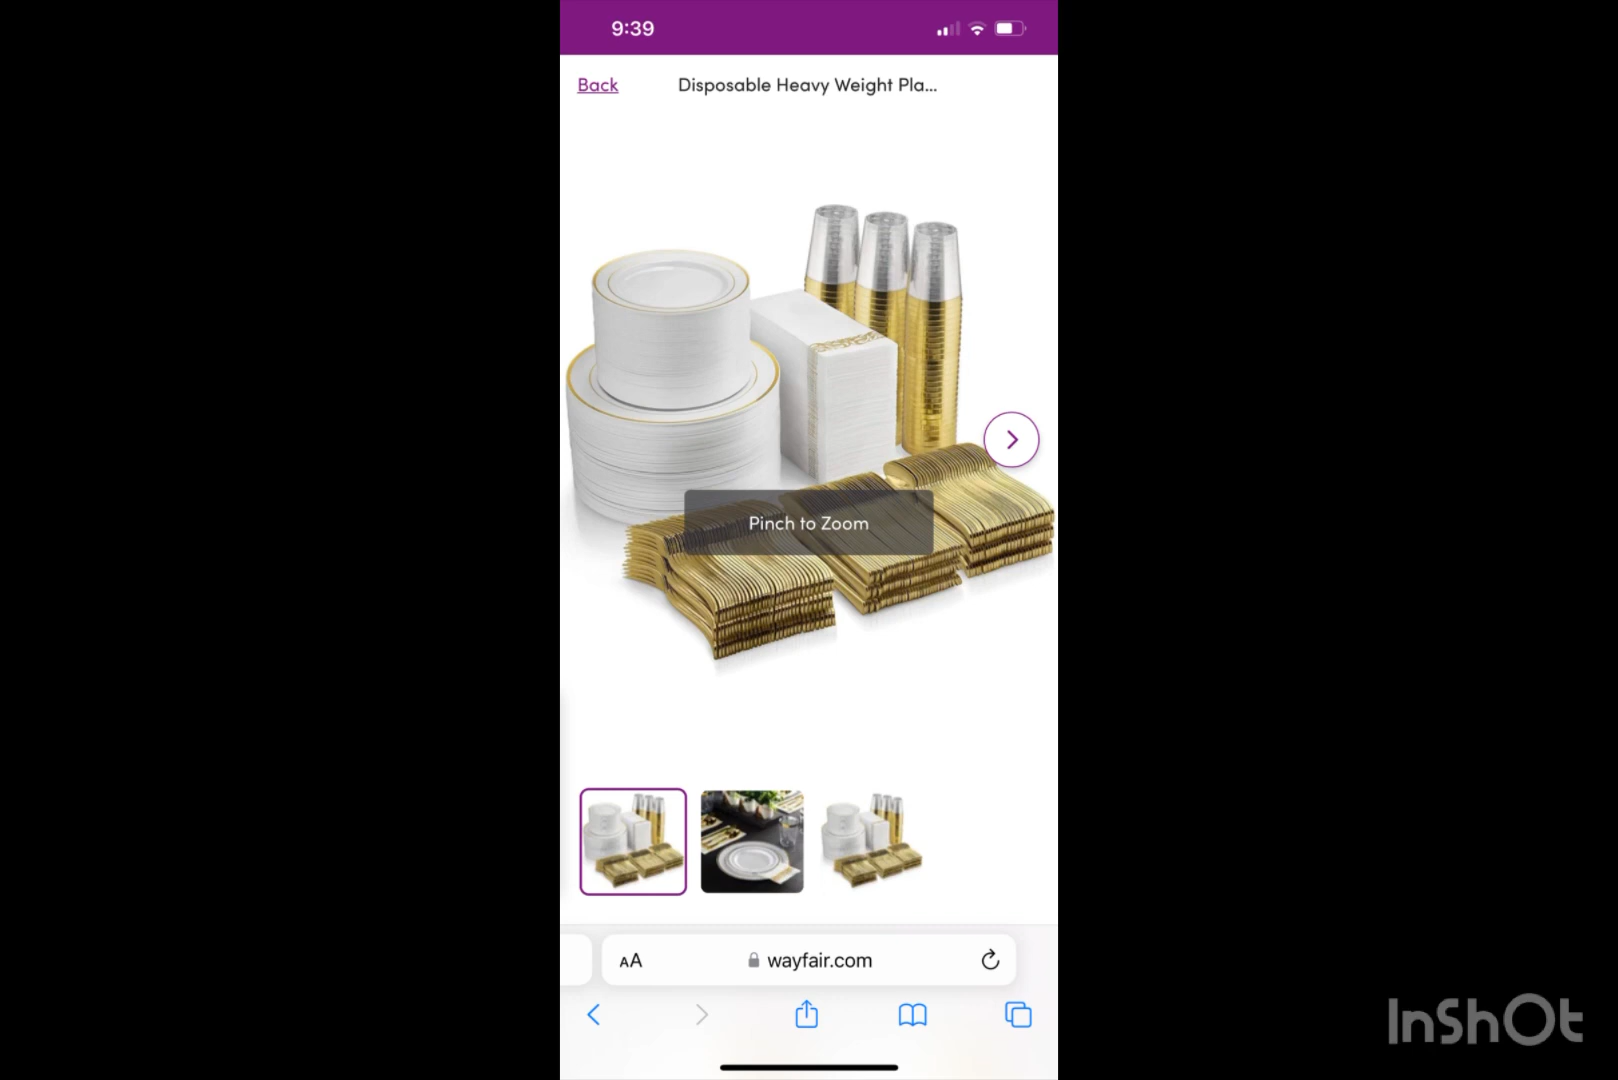 9:39
Back
Disposable Heavy Weight Pla...
Pinch to Zoom
AA
wayfair.com
InShOt